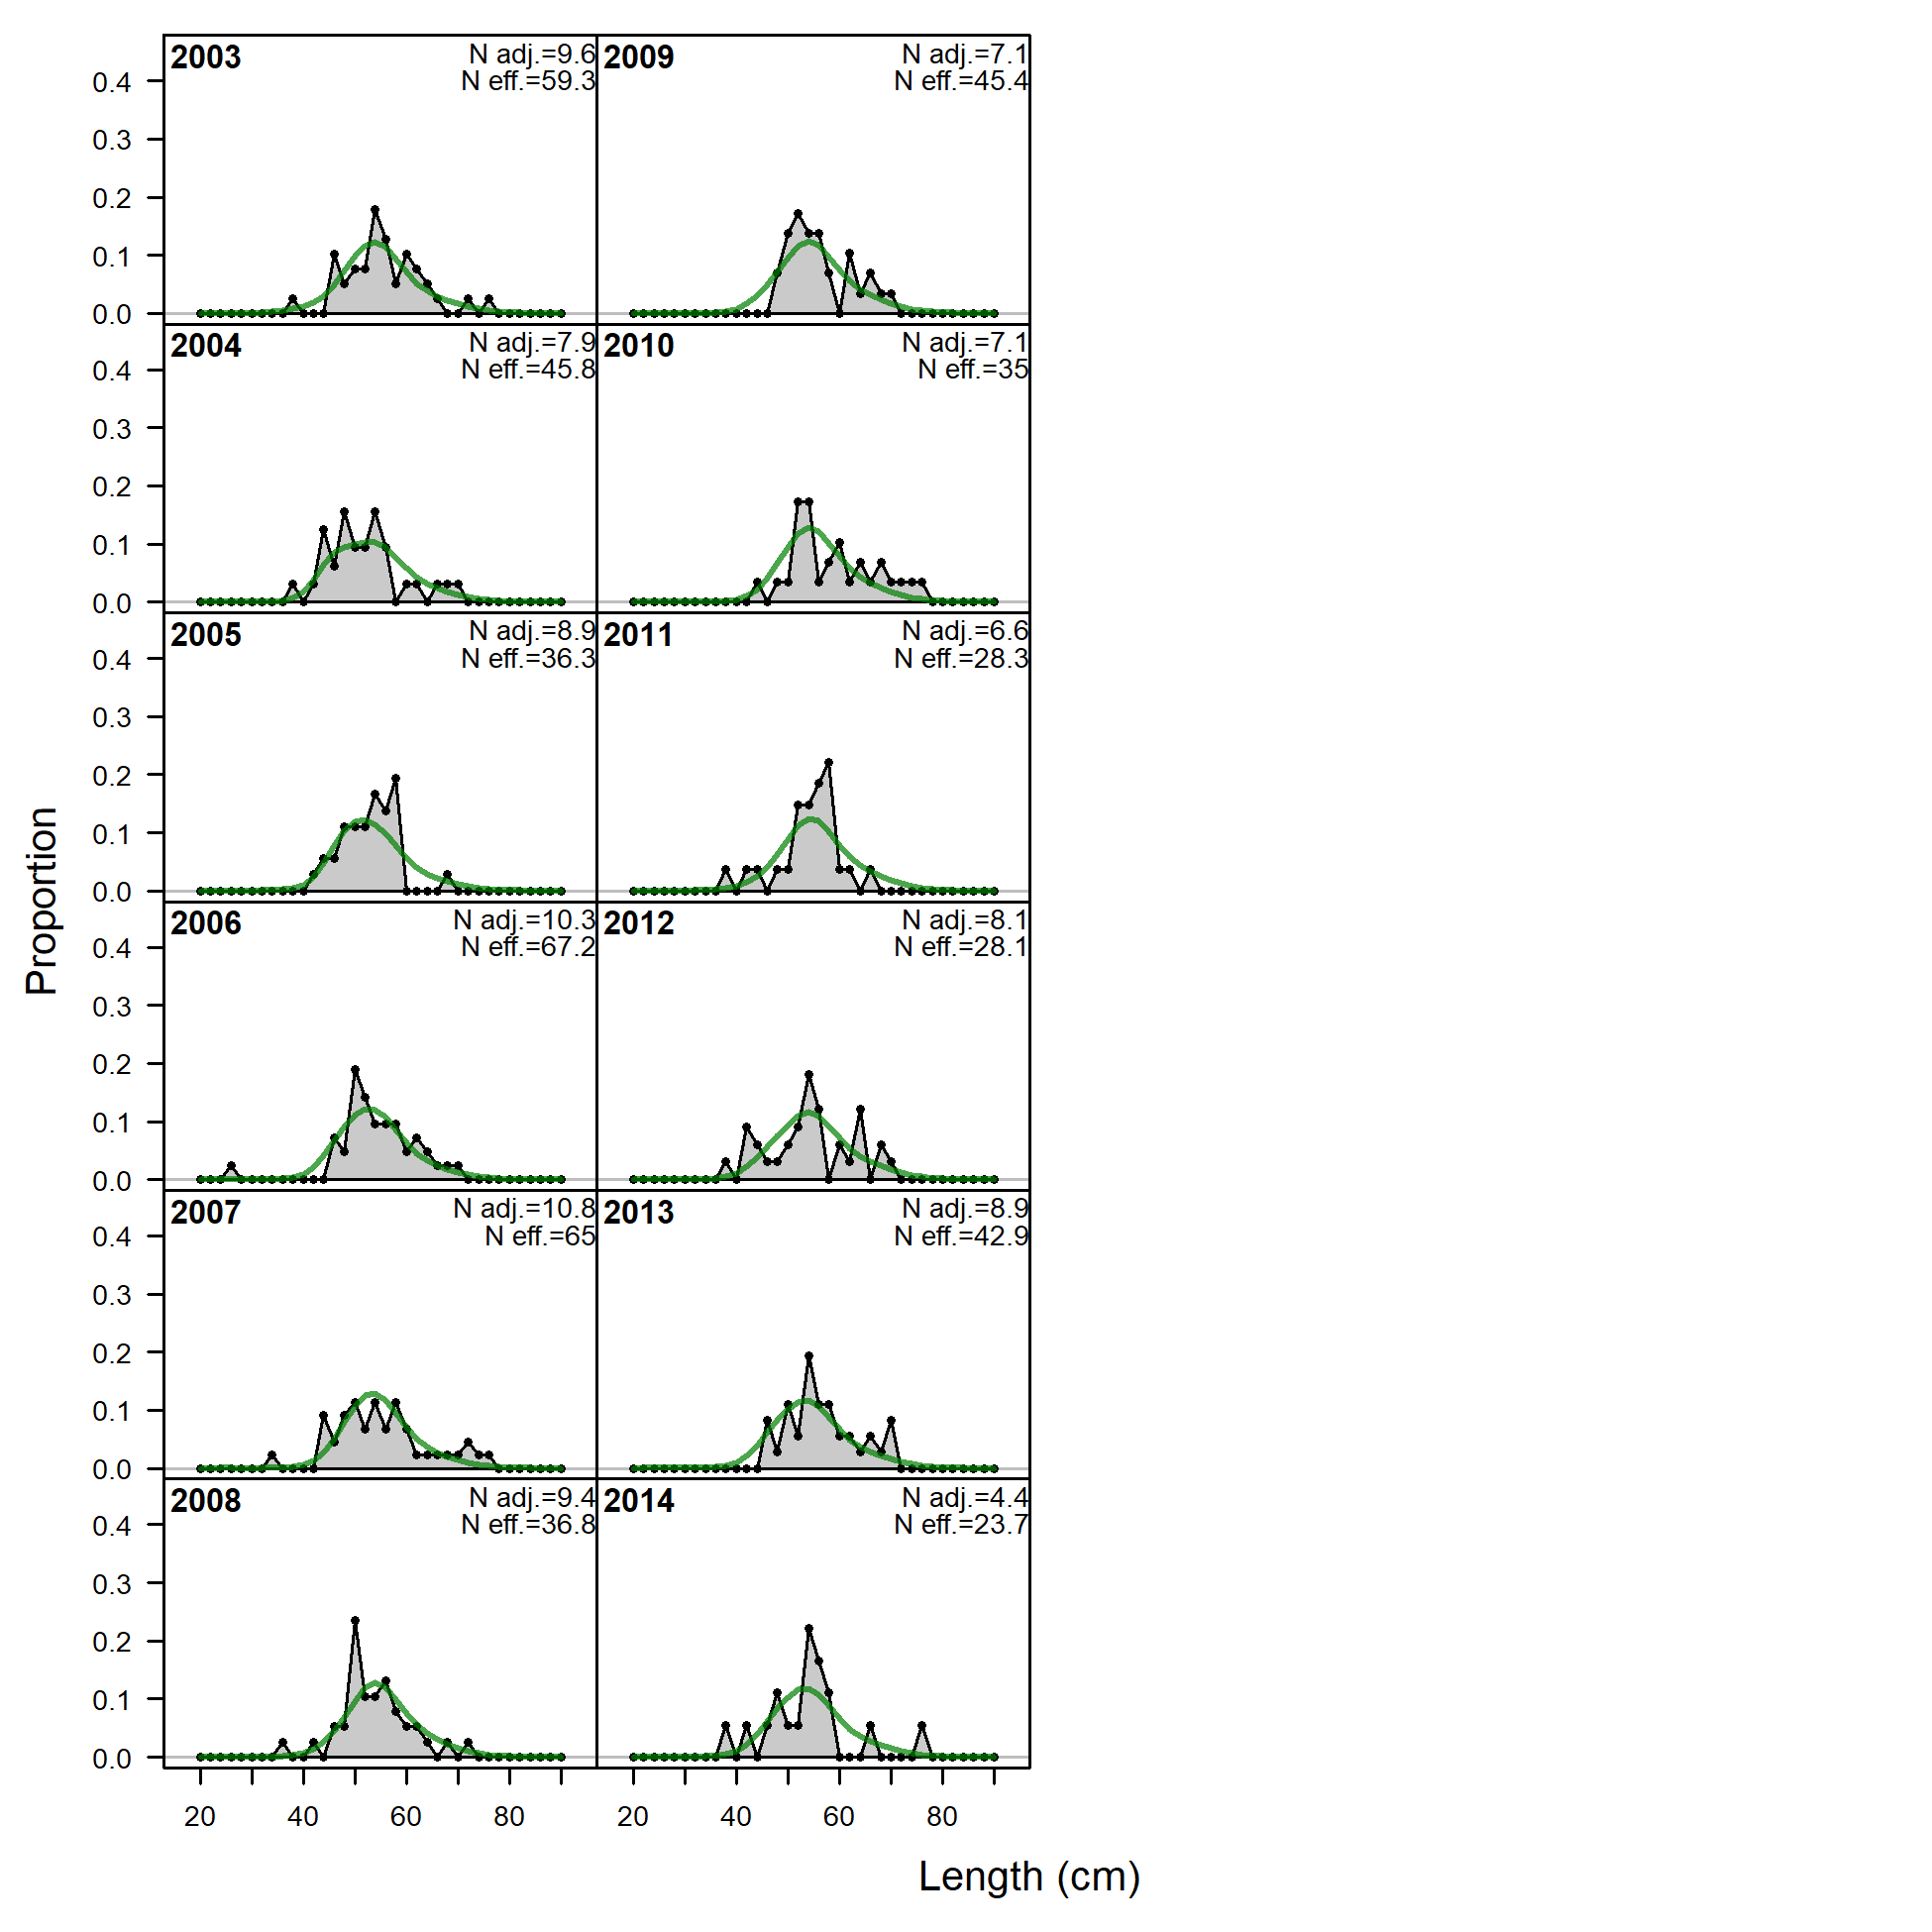 Proportion
2003
N adj.=9.6
N eff.=59.3
0.4
0.3
0.2
0.1
0.0
2009
N adj.=7.1
N eff.=45.4
2004
N adj.=7.9
N eff.=45.8
0.4
0.3
0.2
0.1
0.0
2010
N adj.=7.1
N eff.=35
2005
N adj.=8.9
N eff.=36.3
0.4
0.3
0.2
0.1
0.0
2011
N adj.=6.6
N eff.=28.3
2006
N adj.=10.3
N eff.=67.2
0.4
0.3
0.2
0.1
0.0
2012
N adj.=8.1
N eff.=28.1
2007
N adj.=10.8
N eff.=65
0.4
0.3
0.2
0.1
0.0
2013
N adj.=8.9
N eff.=42.9
2008
N adj.=9.4
N eff.=36.8
0.4
0.3
0.2
0.1
0.0
2014
N adj.=4.4
N eff.=23.7
20 40 60 80 20 40 60 80
Length (cm)